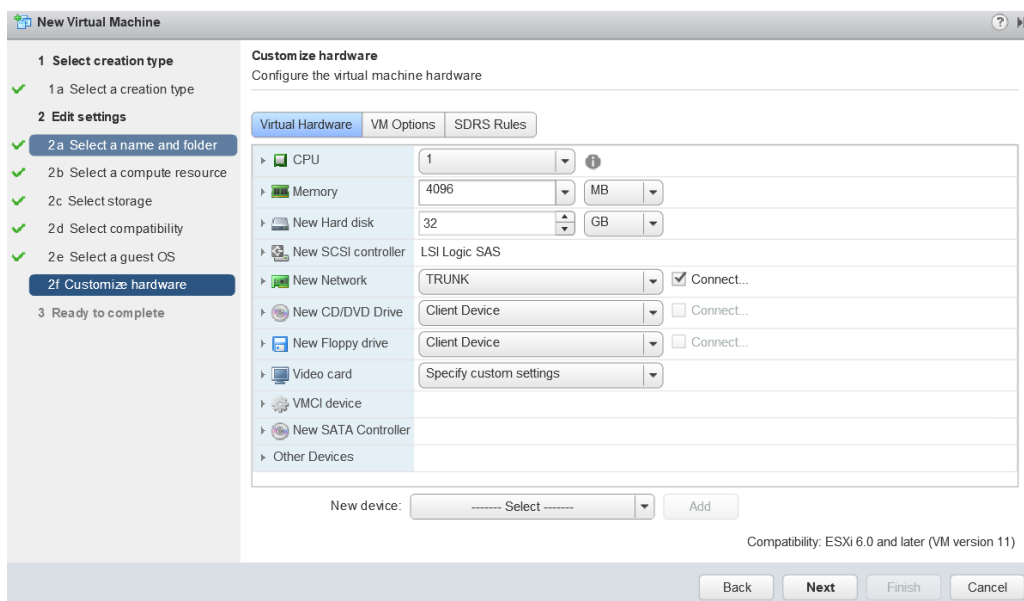 New Virtual Machine
?
1 Select creation type
1a Select a creation type
2 Edit settings
2a Select a name and folder
2b Select a compute resource
2c Select storage
2d Select compatibility
2e Select a guest OS
2f Customize hardware
3 Ready to complete
Customize hardware
Configure the virtual machine hardware
Virtual Hardware VM Options SDRS Rules
CPU 1
Memory 4096 MB
New Hard disk 32 GB
New SCSI controller LSI Logic SAS
New Network TRUNK Connect...
New CD/DVD Drive Client Device Connect...
New Floppy drive Client Device Connect...
Video card Specify custom settings
VMCI device
New SATA Controller
Other Devices
New device: ------- Select ------- Add
Compatibility: ESXi 6.0 and later (VM version 11)
Back Next Finish Cancel